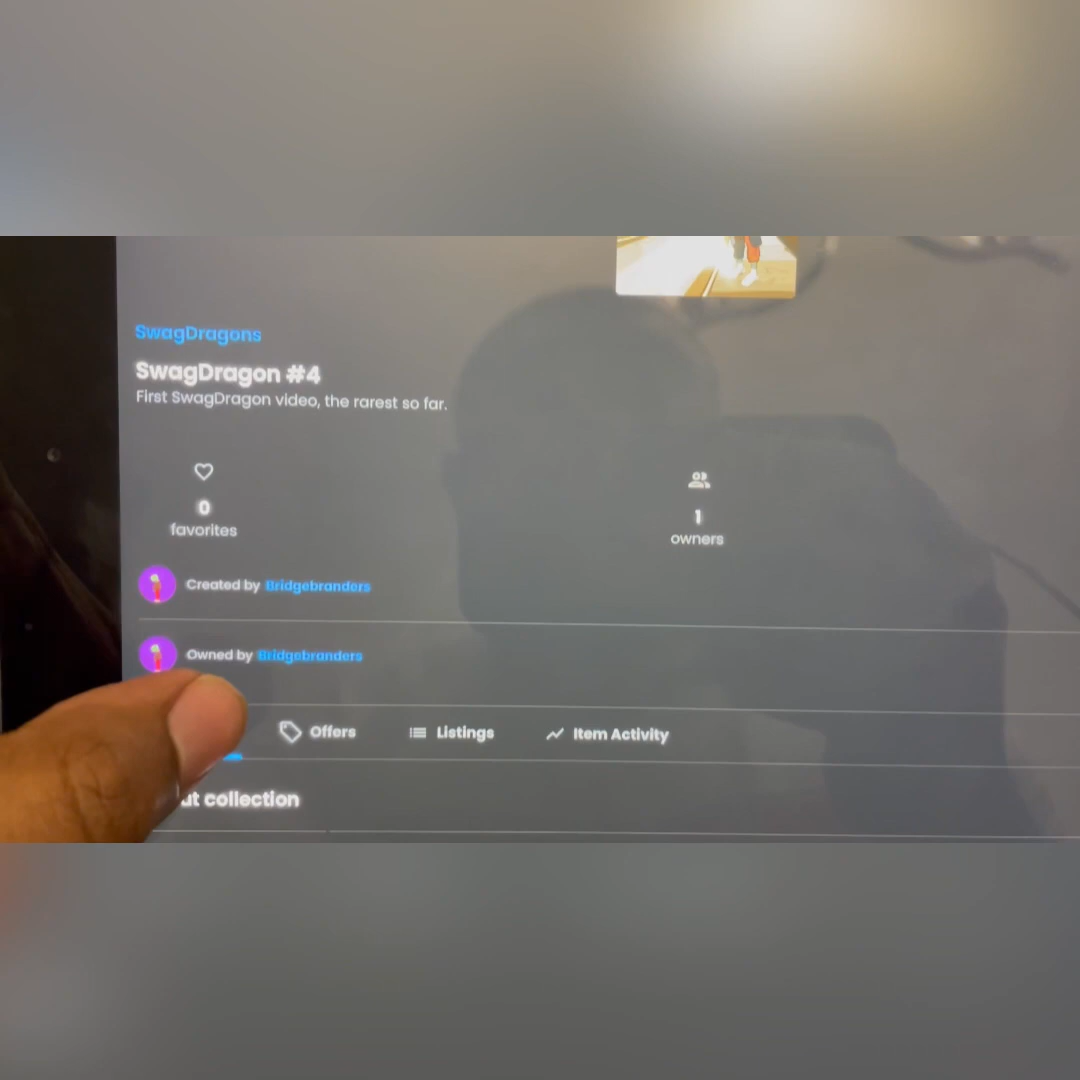 SwagDragons
SwagDragon #4
First SwagDragon video, the rarest so far.
0
favorites
1
owners
Created by Bridgebranders
Owned by Bridgebranders
Offers
Listings
Item Activity
collection